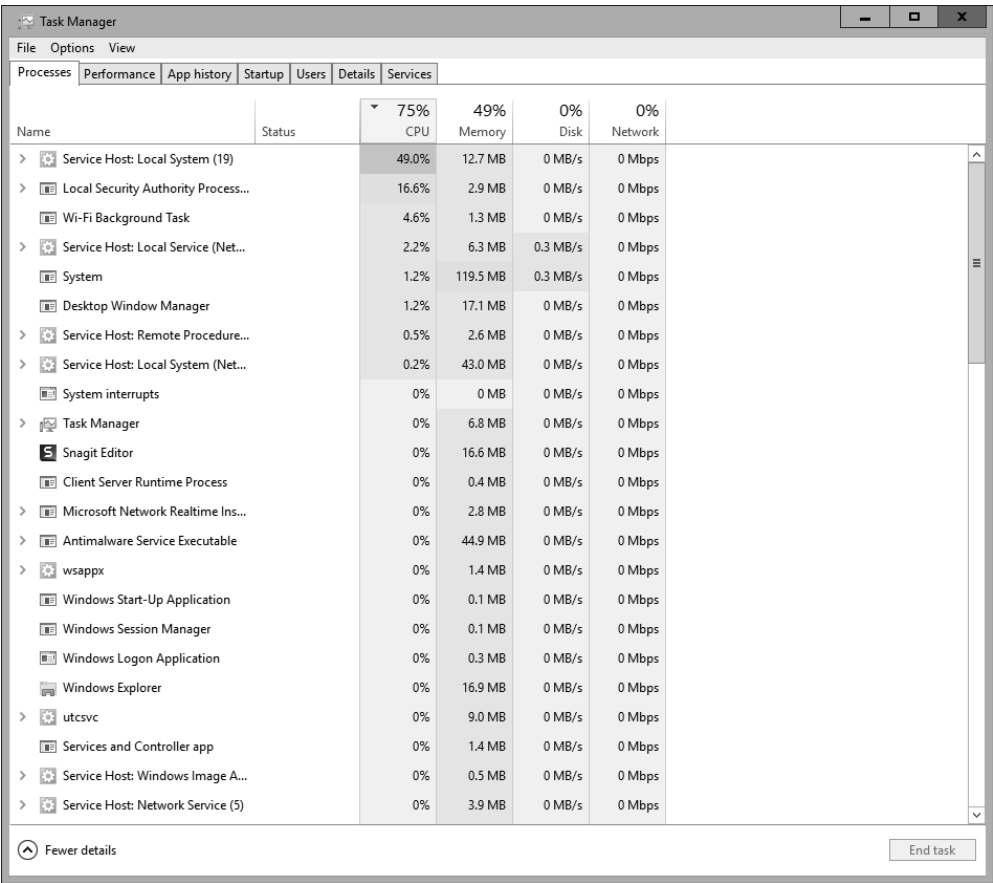 Task Manager
File Options View
Processes Performance App history Startup Users Details Services
75% 49% 0% 0%
Name Status CPU Memory Disk Network
Service Host: Local System (19) 49.0% 12.7 MB 0 MB/s 0 Mbps
Local Security Authority Process... 16.6% 2.9 MB 0 MB/s 0 Mbps
Wi-Fi Background Task 4.6% 1.3 MB 0 MB/s 0 Mbps
Service Host: Local Service (Net... 2.2% 6.3 MB 0.3 MB/s 0 Mbps
System 1.2% 119.5 MB 0.3 MB/s 0 Mbps
Desktop Window Manager 1.2% 17.1 MB 0 MB/s 0 Mbps
Service Host: Remote Procedure... 0.5% 2.6 MB 0 MB/s 0 Mbps
Service Host: Local System (Net... 0.2% 43.0 MB 0 MB/s 0 Mbps
System interrupts 0% 0 MB 0 MB/s 0 Mbps
Task Manager 0% 6.8 MB 0 MB/s 0 Mbps
Snagit Editor 0% 16.6 MB 0 MB/s 0 Mbps
Client Server Runtime Process 0% 0.4 MB 0 MB/s 0 Mbps
Microsoft Network Realtime Ins... 0% 2.8 MB 0 MB/s 0 Mbps
Antimalware Service Executable 0% 44.9 MB 0 MB/s 0 Mbps
wsappx 0% 1.4 MB 0 MB/s 0 Mbps
Windows Start-Up Application 0% 0.1 MB 0 MB/s 0 Mbps
Windows Session Manager 0% 0.1 MB 0 MB/s 0 Mbps
Windows Logon Application 0% 0.3 MB 0 MB/s 0 Mbps
Windows Explorer 0% 16.9 MB 0 MB/s 0 Mbps
utcsvc 0% 9.0 MB 0 MB/s 0 Mbps
Services and Controller app 0% 1.4 MB 0 MB/s 0 Mbps
Service Host: Windows Image A... 0% 0.5 MB 0 MB/s 0 Mbps
Service Host: Network Service (5) 0% 3.9 MB 0 MB/s 0 Mbps
Fewer details End task